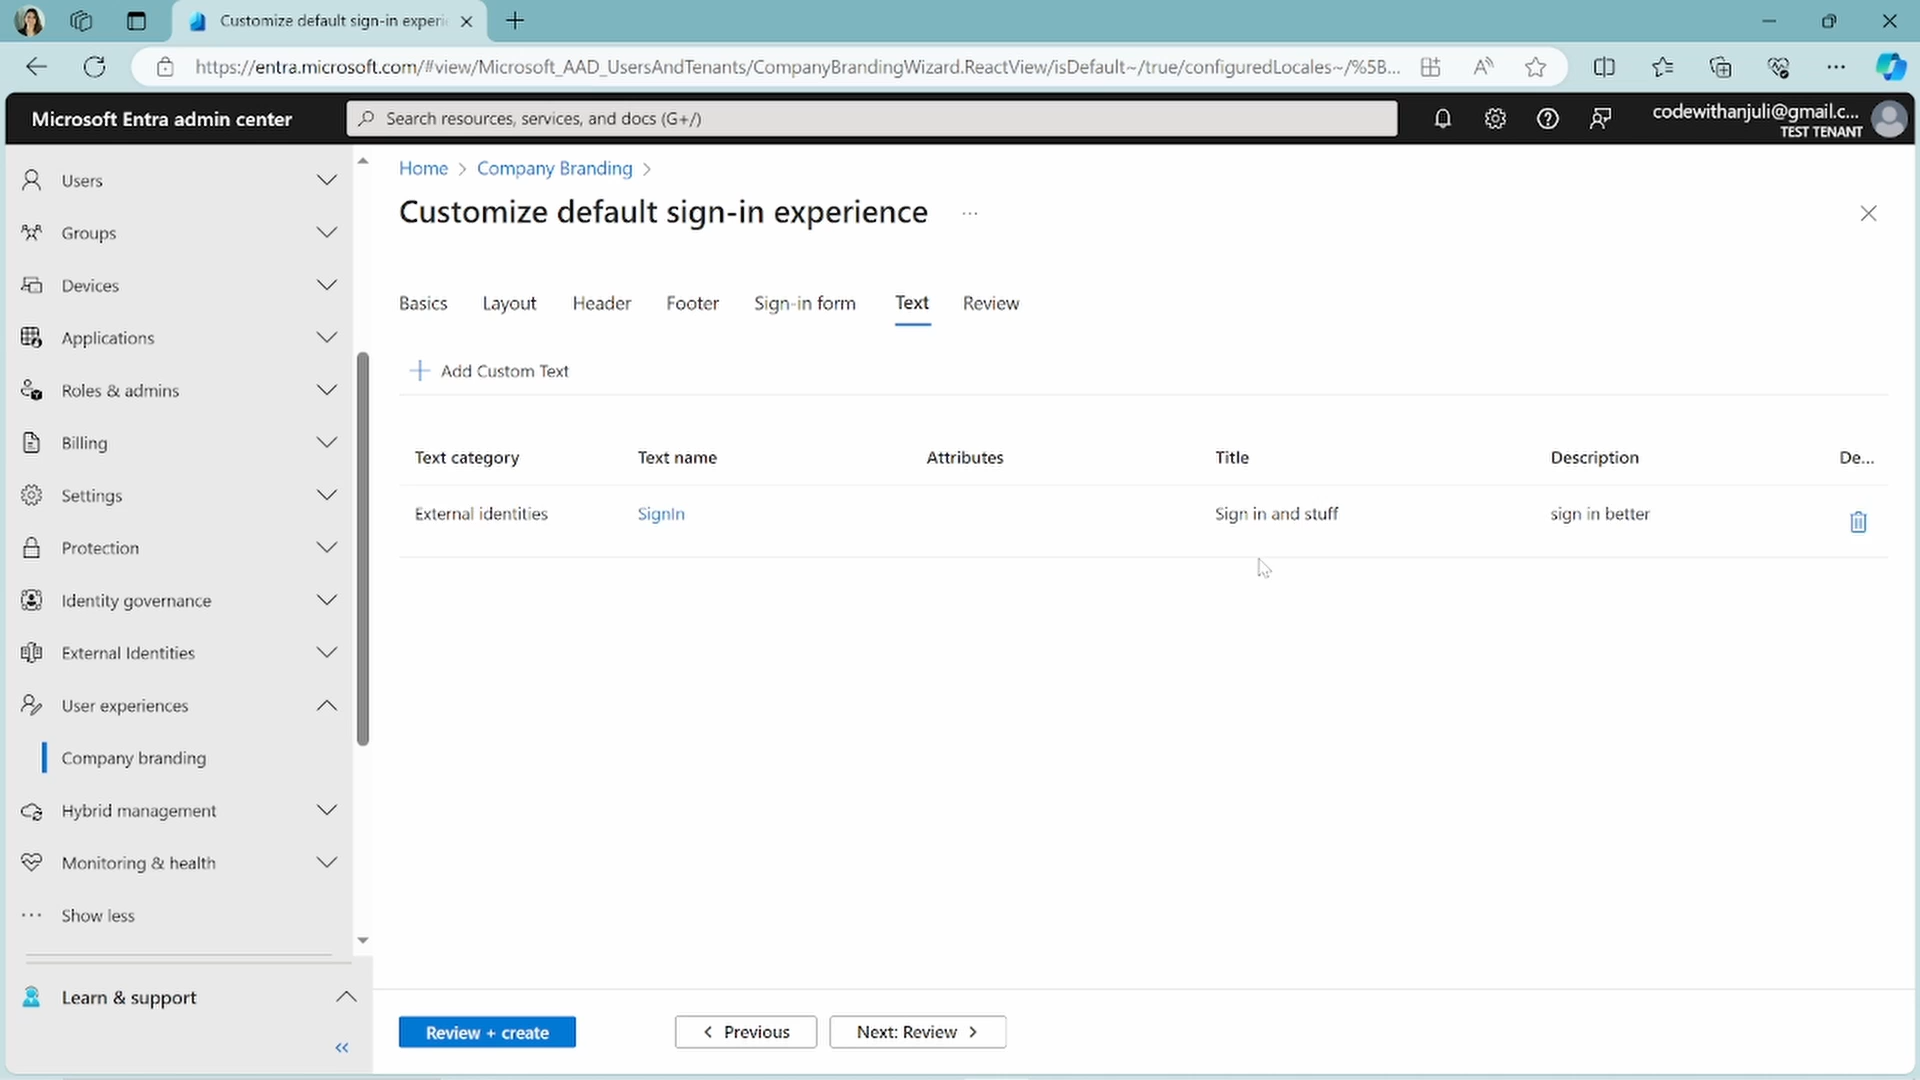 Customize default sign-in experi
https://entra.microsoft.com/#view/Microsoft_AAD_UsersAndTenants/CompanyBrandingWizard.ReactView/isDefault~/true/configuredLocales~/%5B...
Microsoft Entra admin center
Search resources, services, and docs (G+/)
codewithanjuli@gmail.c...
TEST TENANT
Users
Groups
Devices
Applications
Roles & admins
Billing
Settings
Protection
Identity governance
External Identities
User experiences
Company branding
Hybrid management
Monitoring & health
Show less
Learn & support
Home > Company Branding >
Customize default sign-in experience ...
Basics Layout Header Footer Sign-in form Text Review
+ Add Custom Text
Text category Text name Attributes Title Description De...
External identities SignIn Sign in and stuff sign in better
Review + create < Previous Next: Review >